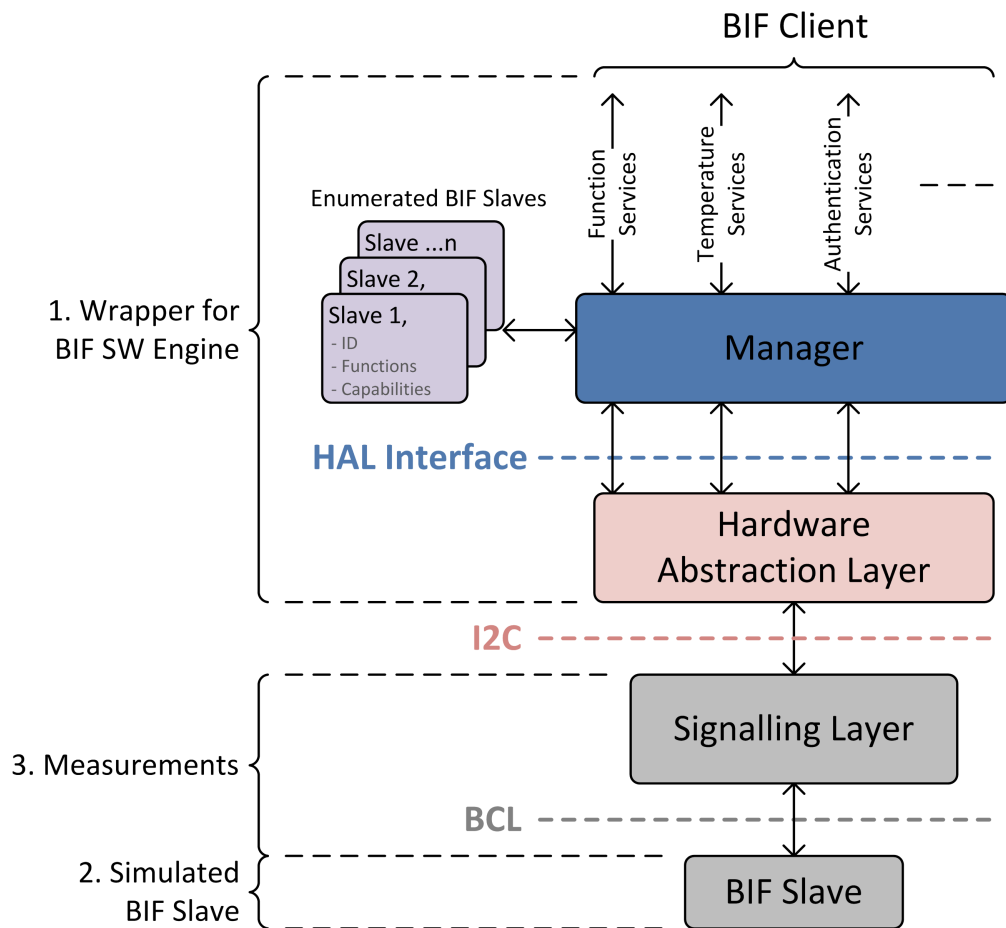 BIF Client
Function
Services
Temperature
Services
Authentication
Services
Enumerated BIF Slaves
Slave ...n
Slave 2,
Slave 1,
- ID
- Functions
- Capabilities
1. Wrapper for
BIF SW Engine
Manager
HAL Interface
Hardware
Abstraction Layer
I2C
Signalling Layer
3. Measurements
BCL
2. Simulated
BIF Slave
BIF Slave